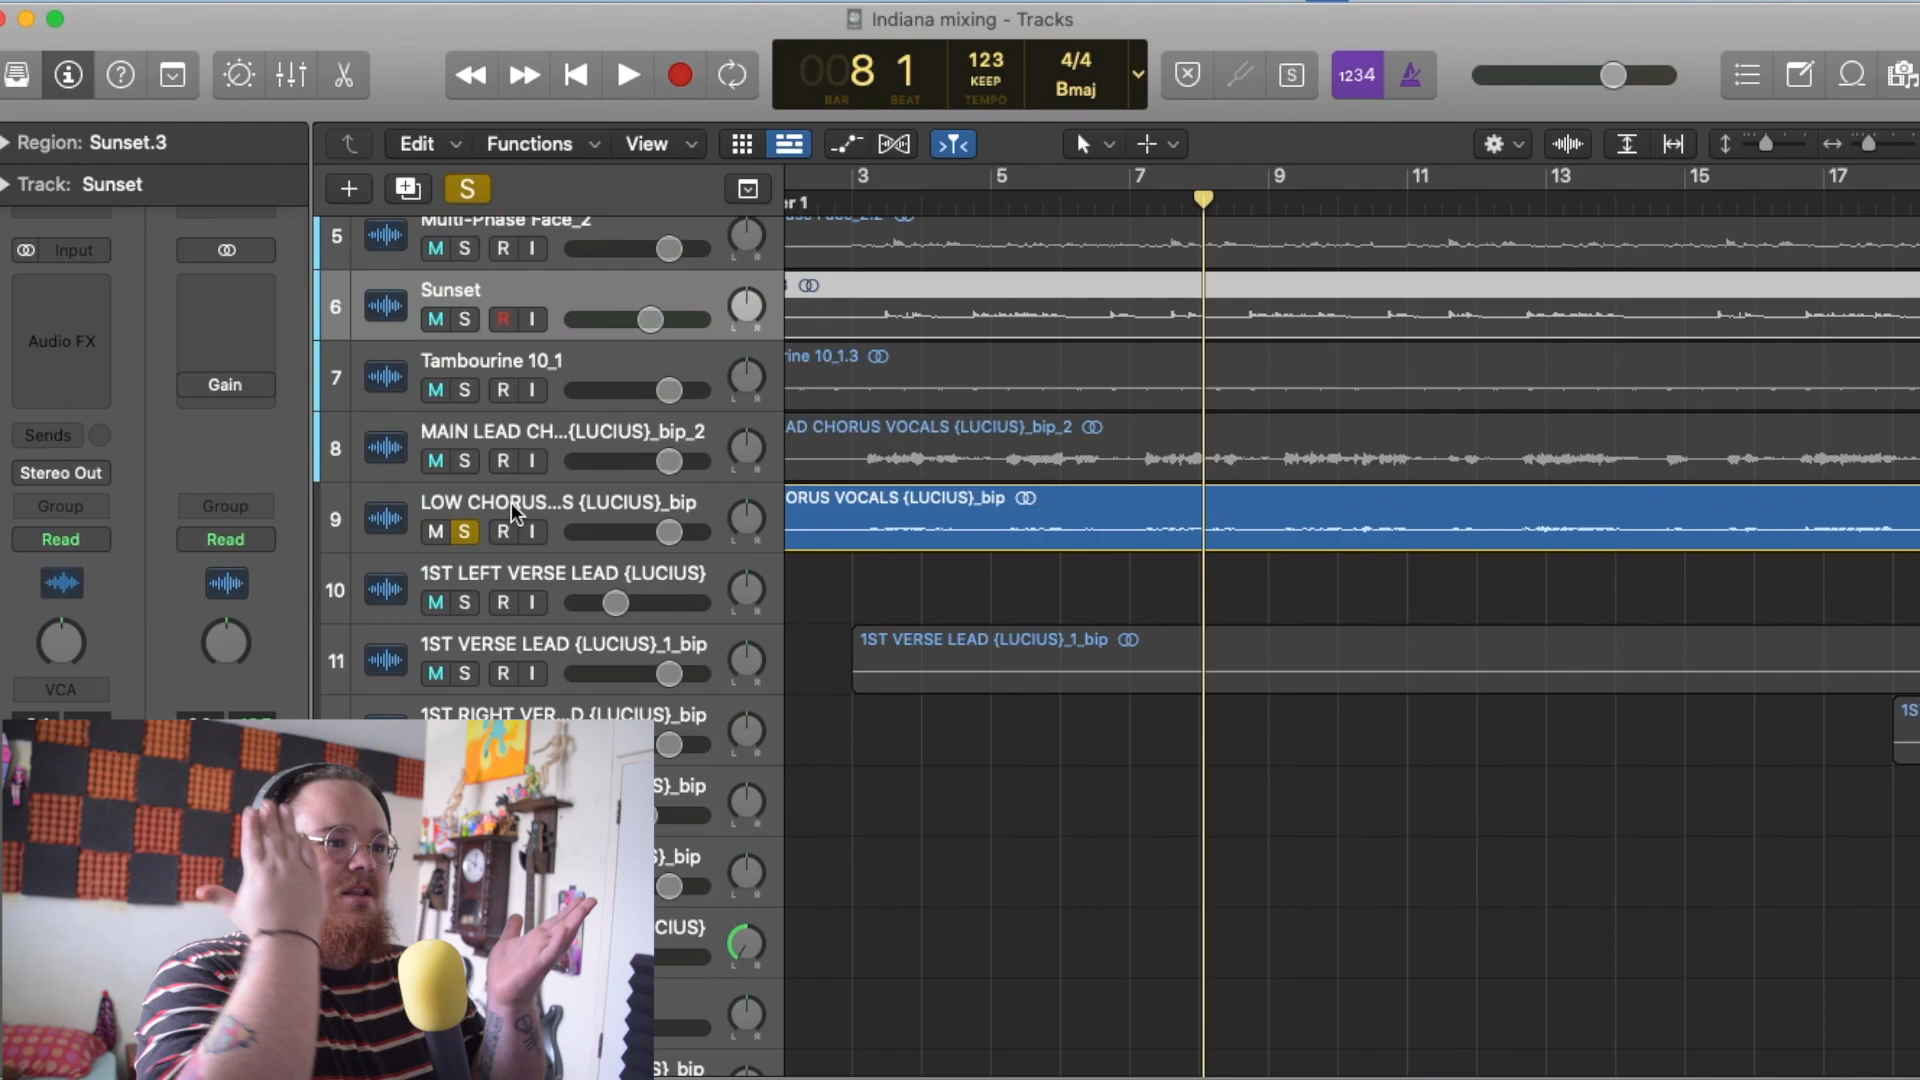 Indiana mixing - Tracks
008 1
BAR BEAT
123
KEEP
TEMPO
4/4
Bmaj
S
1234
Region: Sunset.3
Track: Sunset
Edit
Functions
View
S
3 5 7 9 11 13 15 17
er 1
Input
Audio FX
Gain
Sends
Stereo Out
Group
Group
Read
Read
VCA
5
Multi-Phase Face_2
M S R I
L R
6
Sunset
M S R I
L R
7
Tambourine 10_1
M S R I
L R
rine 10_1.3
8
MAIN LEAD CH...{LUCIUS}_bip_2
M S R I
L R
AD CHORUS VOCALS {LUCIUS}_bip_2
9
LOW CHORUS...S {LUCIUS}_bip
M S R I
L R
ORUS VOCALS {LUCIUS}_bip
10
1ST LEFT VERSE LEAD {LUCIUS}
M S R I
L R
11
1ST VERSE LEAD {LUCIUS}_1_bip
M S R I
L R
1ST VERSE LEAD {LUCIUS}_1_bip
1ST RIGHT VER...D {LUCIUS}_bip
L R
1S
S}_bip
L R
S}_bip
L R
CIUS}
L R
L R
S}_bip